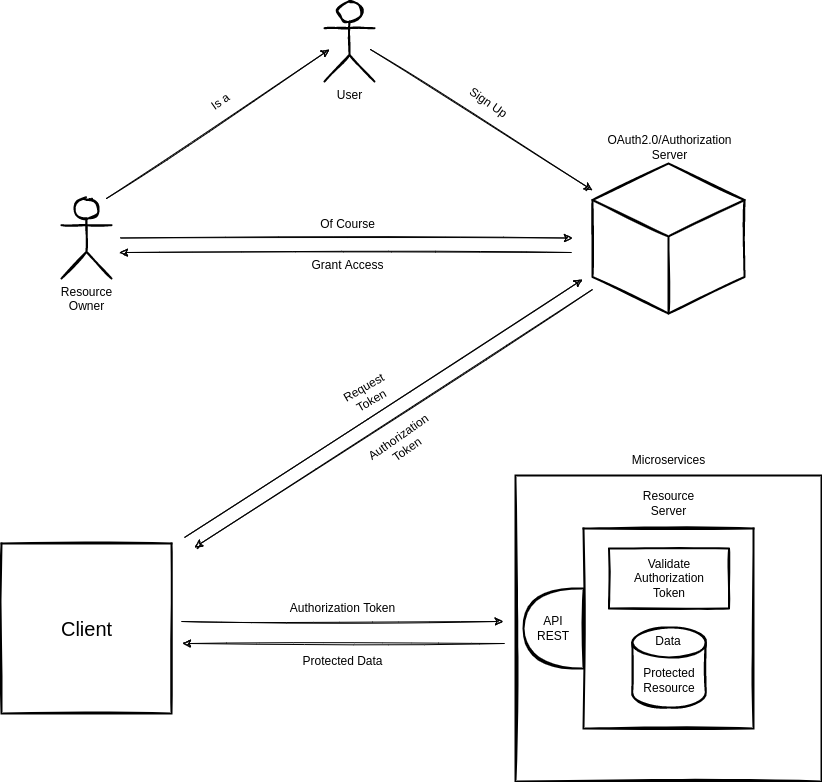 User
Is a
Sign Up
OAuth2.0/Authorization
Server
Of Course
Grant Access
Resource
Owner
Request
Token
Authorization
Token
Microservices
Resource
Server
Validate
Authorization
Token
API
REST
Data
Protected
Resource
Client
Authorization Token
Protected Data